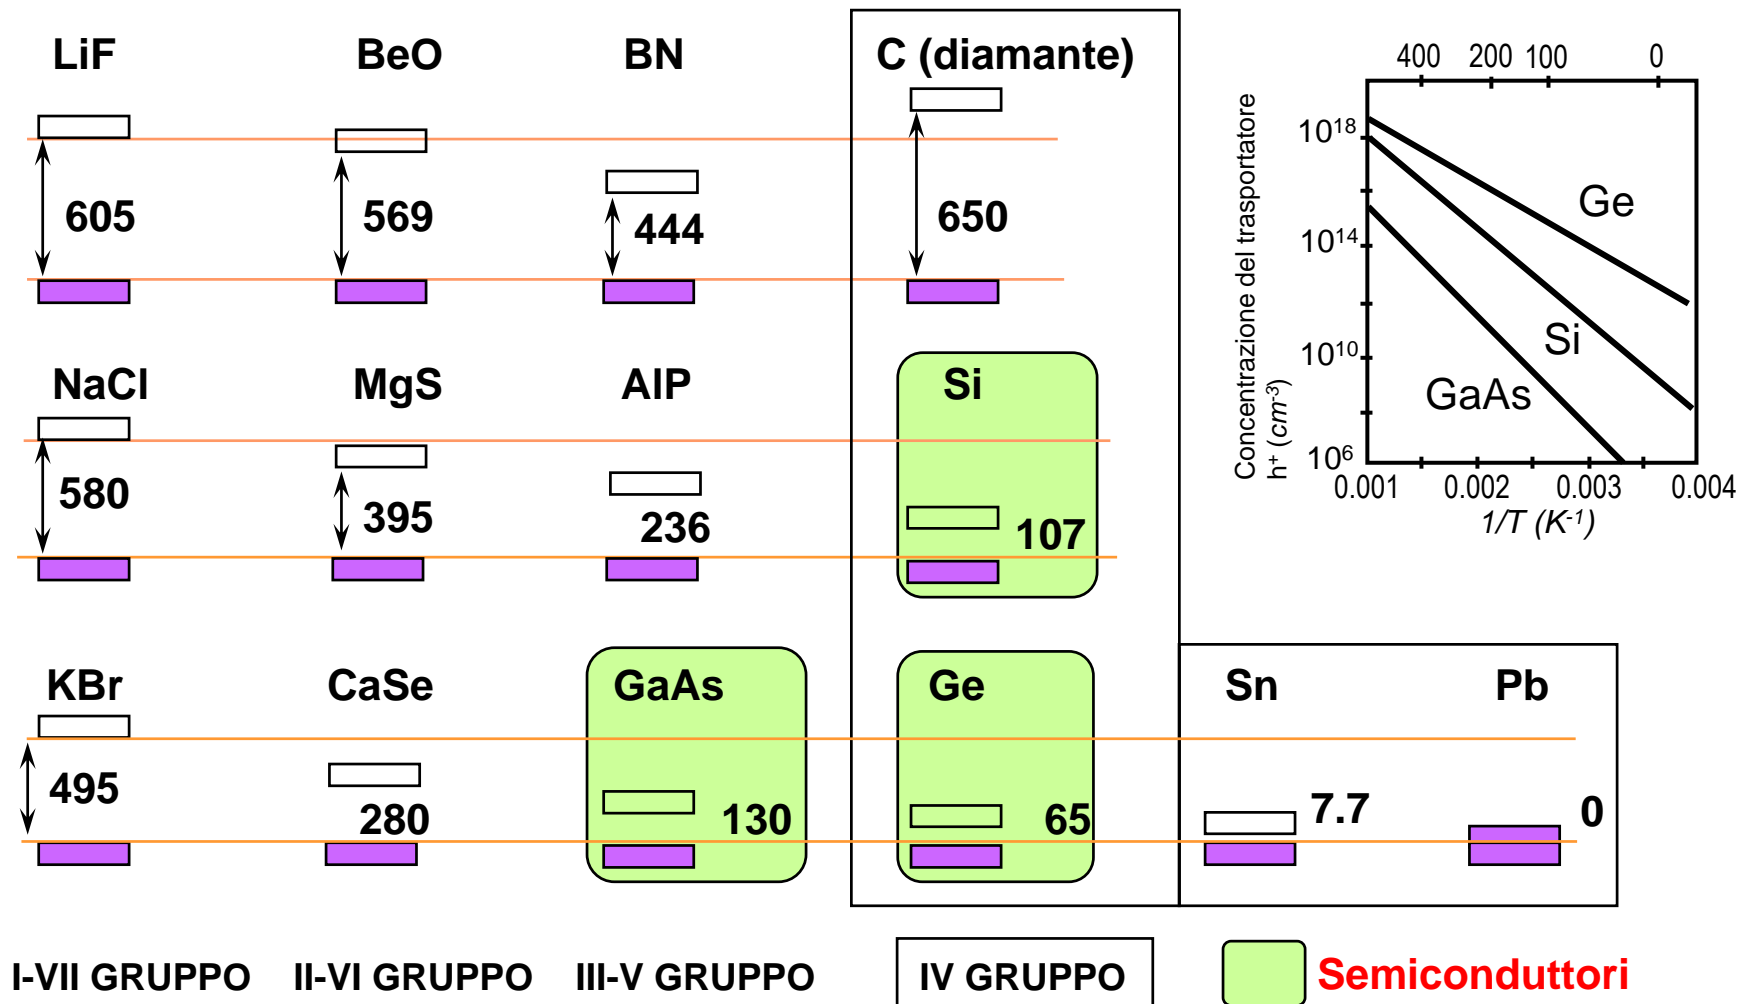 LiF BeO BN C (diamante)
605 569 444 650
NaCl MgS AlP Si
580 395 236 107
KBr CaSe GaAs Ge Sn Pb
495 280 130 65 7.7 0
I-VII GRUPPO II-VI GRUPPO III-V GRUPPO IV GRUPPO Semiconduttori
400 200 100 0
Concentrazione del trasportatore
h⁺ (cm⁻³)
10¹⁸
10¹⁴
10¹⁰
10⁶
Ge
Si
GaAs
0.001 0.002 0.003 0.004
1/T (K⁻¹)